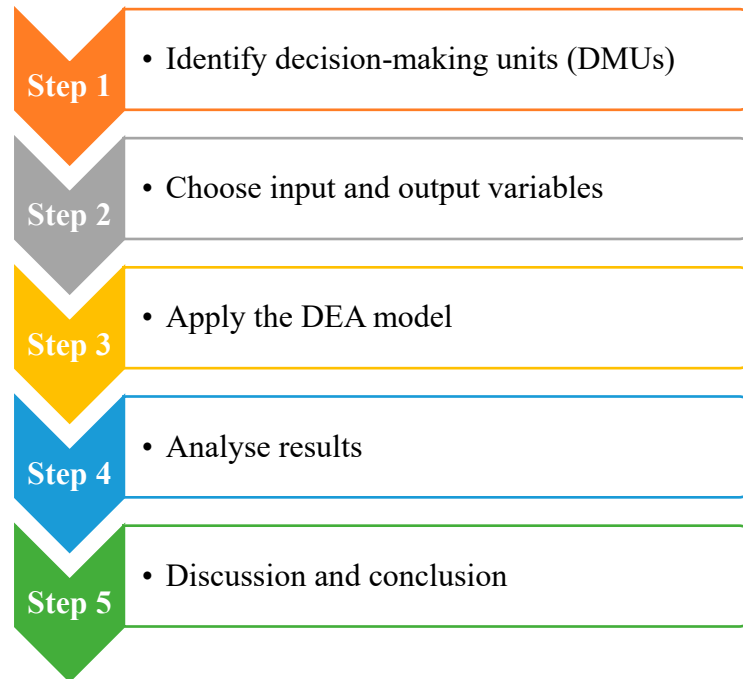 Step 1
• Identify decision-making units (DMUs)
Step 2
• Choose input and output variables
Step 3
• Apply the DEA model
Step 4
• Analyse results
Step 5
• Discussion and conclusion